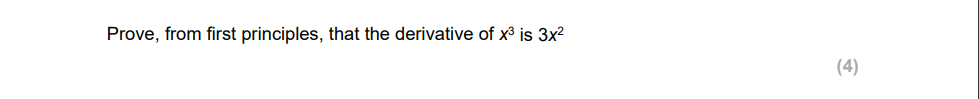 Prove, from first principles, that the derivative of x³ is 3x²
(4)